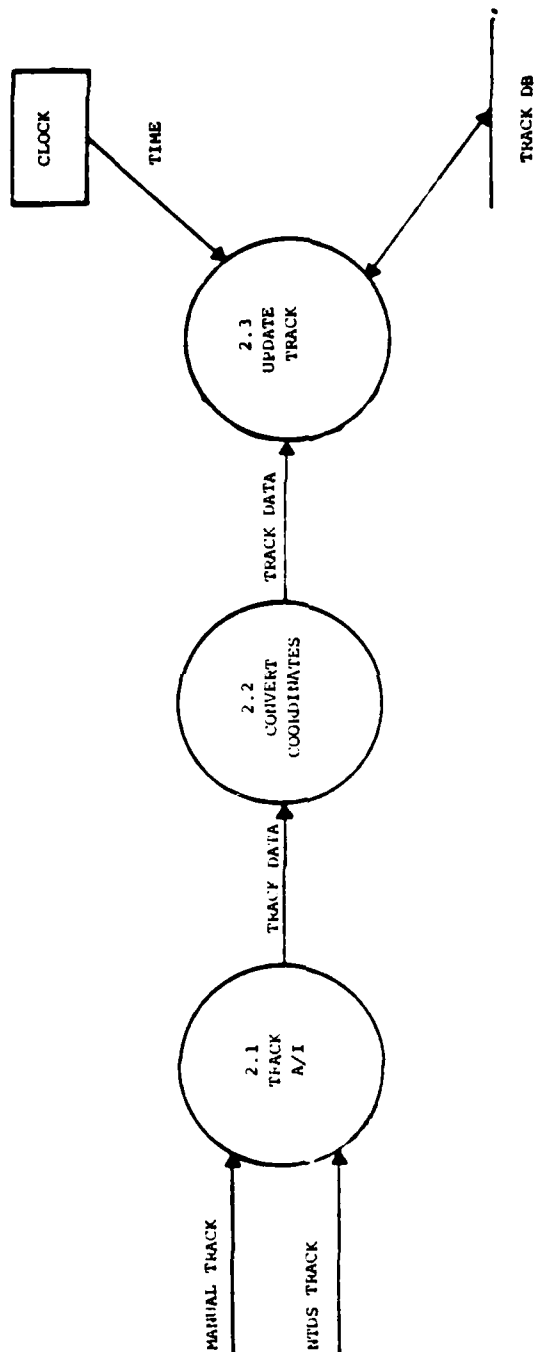 MANUAL TRACK
NTDS TRACK
2.1
TRACK
A/I
TRACK DATA
2.2
CONVERT
COORDINATES
TRACK DATA
2.3
UPDATE
TRACK
CLOCK
TIME
TRACK DB